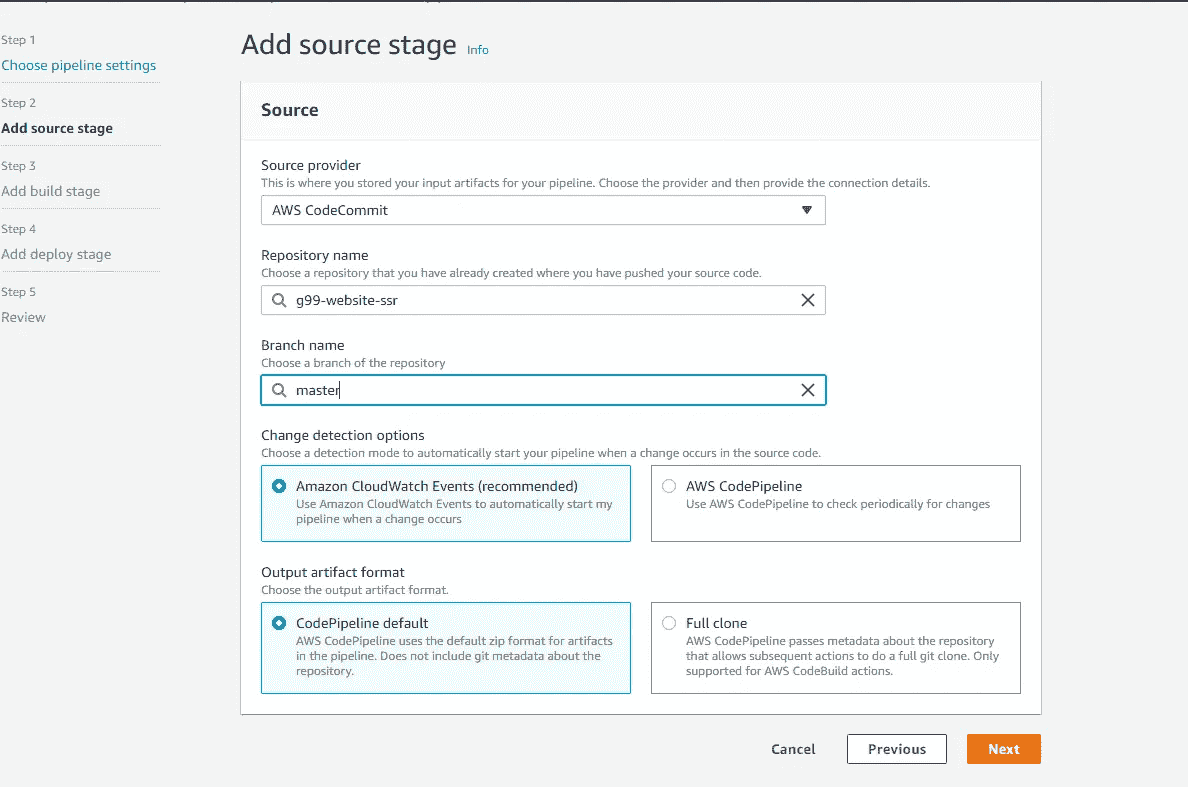 Step 1
Choose pipeline settings
Step 2
Add source stage
Step 3
Add build stage
Step 4
Add deploy stage
Step 5
Review
Add source stage Info
Source
Source provider
This is where you stored your input artifacts for your pipeline. Choose the provider and then provide the connection details.
AWS CodeCommit
Repository name
Choose a repository that you have already created where you have pushed your source code.
g99-website-ssr
Branch name
Choose a branch of the repository
master
Change detection options
Choose a detection mode to automatically start your pipeline when a change occurs in the source code.
Amazon CloudWatch Events (recommended)
Use Amazon CloudWatch Events to automatically start my
pipeline when a change occurs
AWS CodePipeline
Use AWS CodePipeline to check periodically for changes
Output artifact format
Choose the output artifact format.
CodePipeline default
AWS CodePipeline uses the default zip format for artifacts
in the pipeline. Does not include git metadata about the
repository.
Full clone
AWS CodePipeline passes metadata about the repository
that allows subsequent actions to do a full git clone. Only
supported for AWS CodeBuild actions.
Cancel
Previous
Next